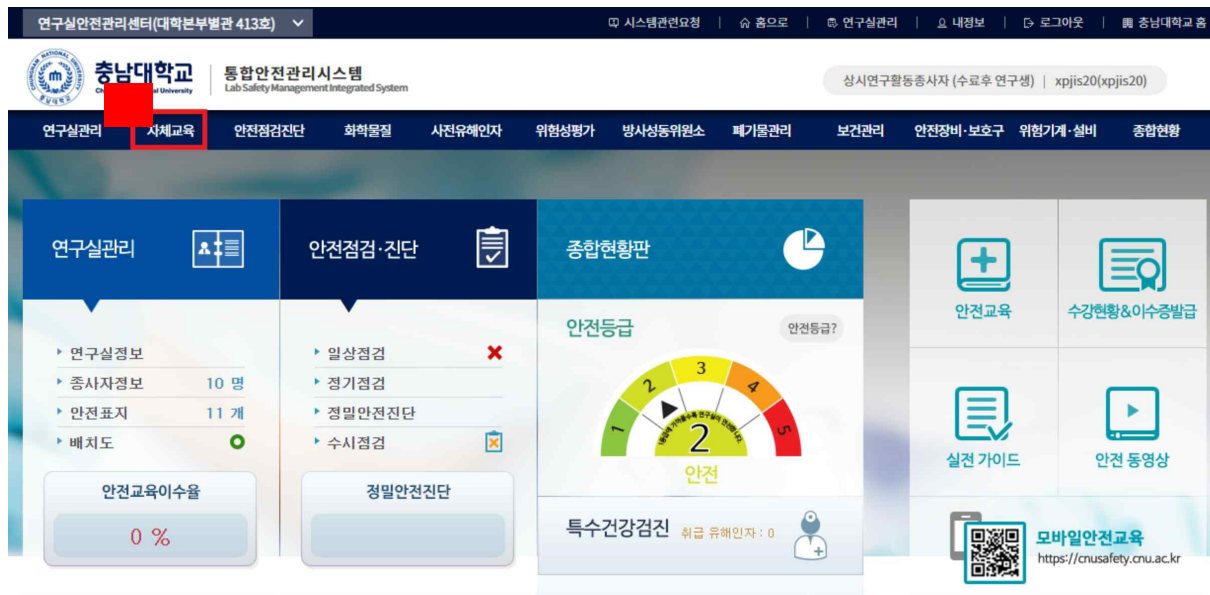 연구실안전관리센터(대학본부별관 413호)
시스템관련요청 | 홈으로 | 연구실관리 | 내정보 | 로그아웃 | 충남대학교 홈
충남대학교
통합안전관리시스템
Lab Safety Management Integrated System
상시연구활동종사자 (수료후 연구생) | xpjis20(xpjis20)
연구실관리 자체교육 안전점검진단 화학물질 사전유해인자 위험성평가 방사성동위원소 폐기물관리 보건관리 안전장비·보호구 위험기계·설비 종합현황
연구실관리
연구실정보
종사자정보 10 명
안전표지 11 개
배치도
안전교육이수율
0 %
안전점검·진단
일상점검
정기점검
정밀안전진단
수시점검
정밀안전진단
종합현황판
안전등급
안전등급?
1 2 3 4 5
2
안전
특수건강검진 취급 유해인자 : 0
안전교육
수강현황&이수증발급
실전 가이드
안전 동영상
모바일안전교육
https://cnusafety.cnu.ac.kr